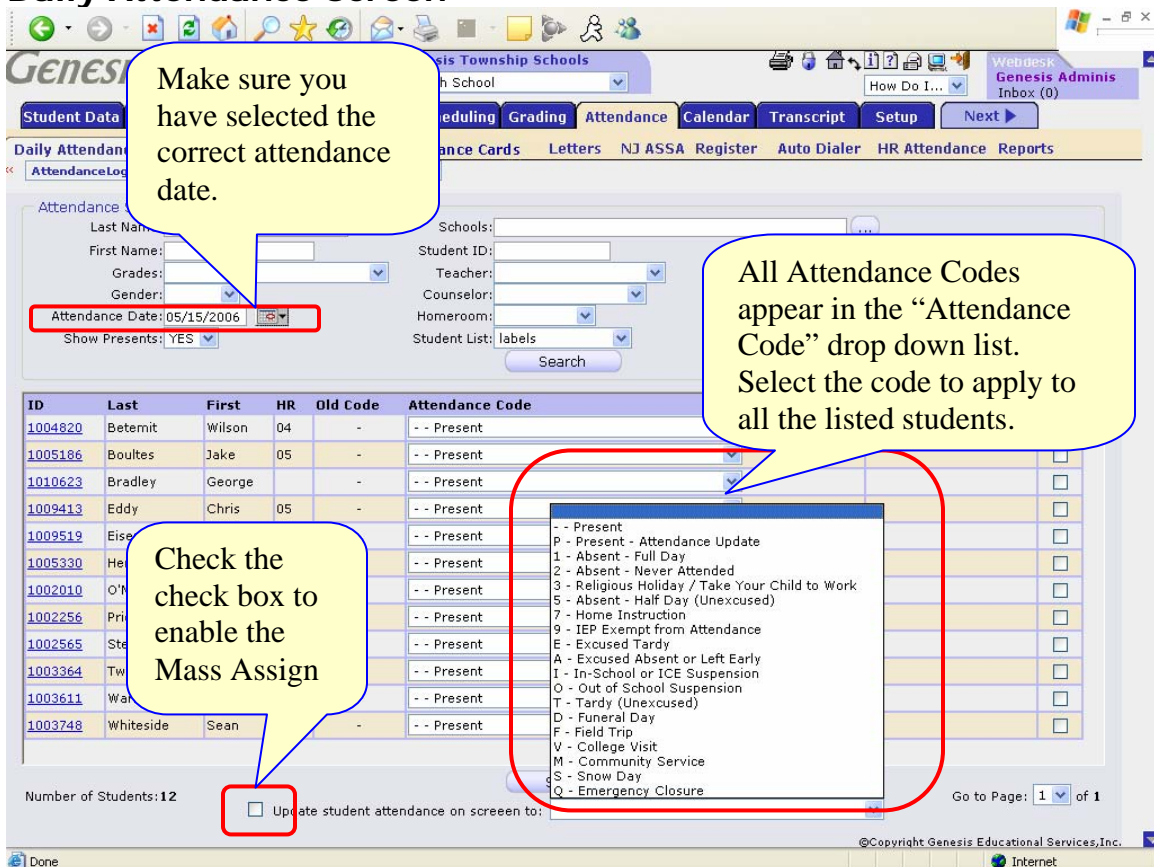 Daily Attendance Screen
Genesis Township Schools
School
How Do I...
Webdesk
Genesis Adminis
Inbox (0)
Make sure you
have selected the
correct attendance
date.
Student Data
Grading
Attendance
Calendar
Transcript
Setup
Next
Daily
Cards
Letters
NJ ASSA Register
Auto Dialer
HR Attendance
Reports
Last
Schools:
...
First Name:
Student ID:
Grades:
Teacher:
Gender:
Counselor:
Attendance Date: 05/15/2006
Homeroom:
Show Presents: YES
Student List: labels
Search
All Attendance Codes
appear in the “Attendance
Code” drop down list.
Select the code to apply to
all the listed students.
ID Last First HR Old Code Attendance Code
1004820 Beternit Wilson 04 - - - Present
1005186 Boultes Jake 05 - - - Present
1010623 Bradley George - - - Present
1009413 Eddy Chris 05 - - - Present
1009519 - - Present
1005330 - - Present
1002010 - - Present
1002256 - - Present
1002565 - - Present
1003364 - - Present
1003611 - - Present
1003748 Whiteside Sean - - - Present
Check the
check box to
enable the
Mass Assign
- - Present
P - Present - Attendance Update
1 - Absent - Full Day
2 - Absent - Never Attended
3 - Religious Holiday / Take Your Child to Work
5 - Absent - Half Day (Unexcused)
7 - Home Instruction
9 - IEP Exempt from Attendance
E - Excused Tardy
A - Excused Absent or Left Early
I - In-School or ICE Suspension
O - Out of School Suspension
T - Tardy (Unexcused)
D - Funeral Day
F - Field Trip
V - College Visit
M - Community Service
S - Snow Day
Q - Emergency Closure
Number of Students:12
Update student attendance on screeen to:
Go to Page: 1 of 1
©Copyright Genesis Educational Services,Inc.
Done
Internet